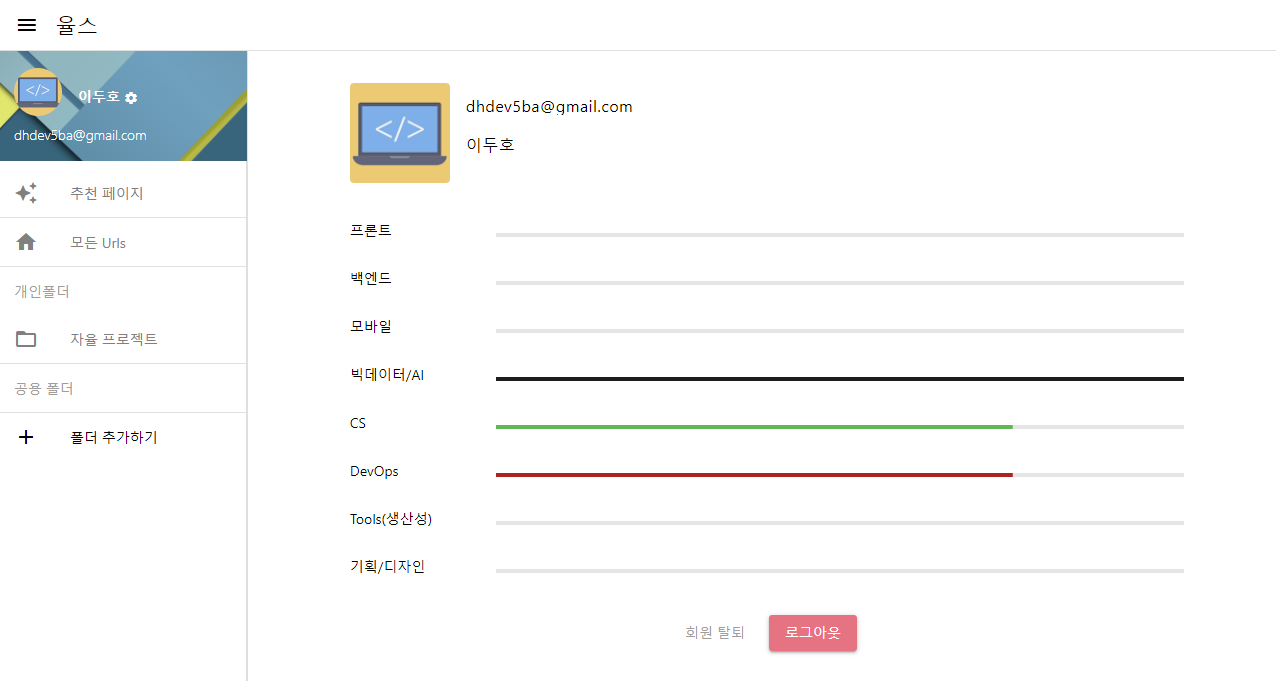 율스
이두호
dhdev5ba@gmail.com
추천 페이지
모든 Urls
개인폴더
자율 프로젝트
공용 폴더
폴더 추가하기
</>
dhdev5ba@gmail.com
이두호
프론트
백엔드
모바일
빅데이터/AI
CS
DevOps
Tools(생산성)
기획/디자인
회원 탈퇴 로그아웃